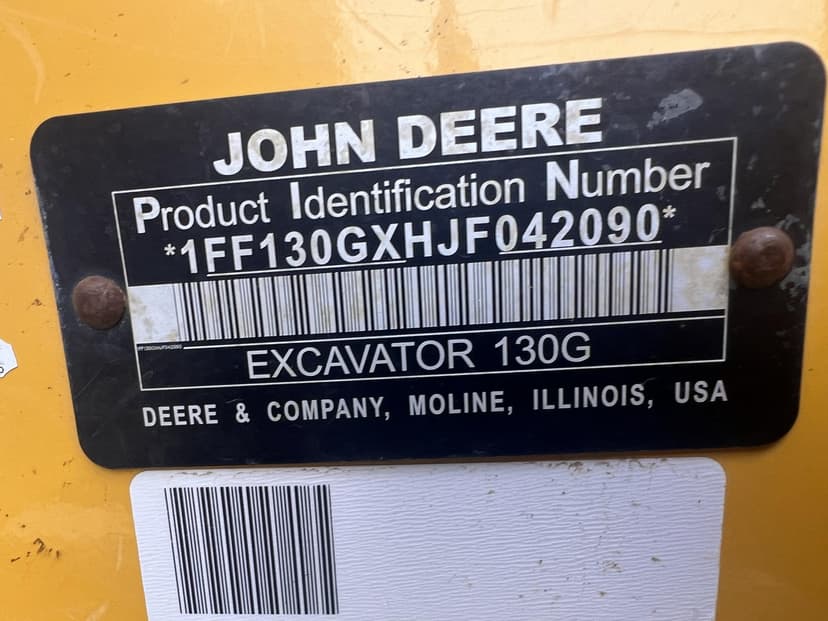 JOHN DEERE
Product Identification Number
*1FF130GXHJF042090*
EXCAVATOR 130G
DEERE & COMPANY, MOLINE, ILLINOIS, USA